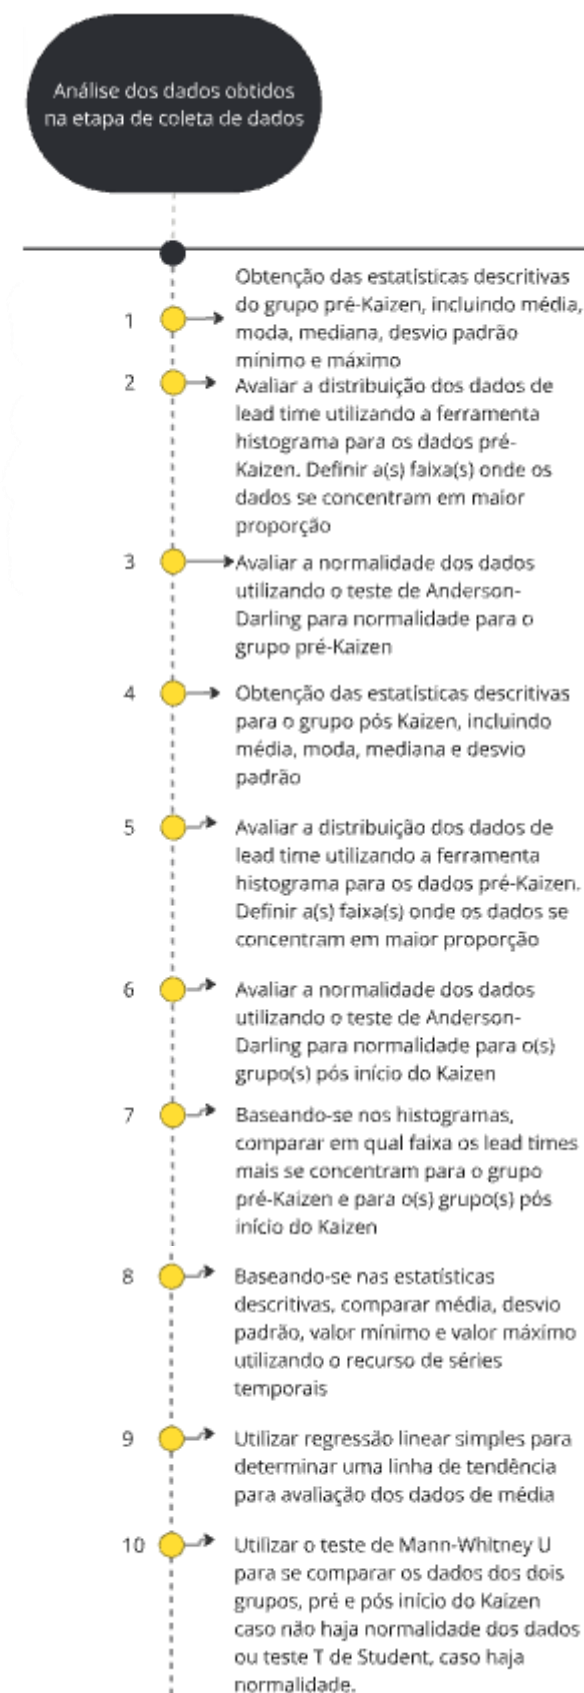 Análise dos dados obtidos
na etapa de coleta de dados
Obtenção das estatísticas descritivas
do grupo pré-Kaizen, incluindo média,
1
moda, mediana, desvio padrão
mínimo e máximo
2
Avaliar a distribuição dos dados de
lead time utilizando a ferramenta
histograma para os dados pré-
Kaizen. Definir a(s) faixa(s) onde os
dados se concentram em maior
proporção
3
Avaliar a normalidade dos dados
utilizando o teste de Anderson-
Darling para normalidade para o
grupo pré-Kaizen
4
Obtenção das estatísticas descritivas
para o grupo pós Kaizen, incluindo
média, moda, mediana e desvio
padrão
5
Avaliar a distribuição dos dados de
lead time utilizando a ferramenta
histograma para os dados pré-Kaizen.
Definir a(s) faixa(s) onde os dados se
concentram em maior proporção
6
Avaliar a normalidade dos dados
utilizando o teste de Anderson-
Darling para normalidade para o(s)
grupo(s) pós início do Kaizen
7
Baseando-se nos histogramas,
comparar em qual faixa os lead times
mais se concentram para o grupo
pré-Kaizen e para o(s) grupo(s) pós
início do Kaizen
8
Baseando-se nas estatísticas
descritivas, comparar média, desvio
padrão, valor mínimo e valor máximo
utilizando o recurso de séries
temporais
9
Utilizar regressão linear simples para
determinar uma linha de tendência
para avaliação dos dados de média
10
Utilizar o teste de Mann-Whitney U
para se comparar os dados dos dois
grupos, pré e pós início do Kaizen
caso não haja normalidade dos dados
ou teste T de Student, caso haja
normalidade.